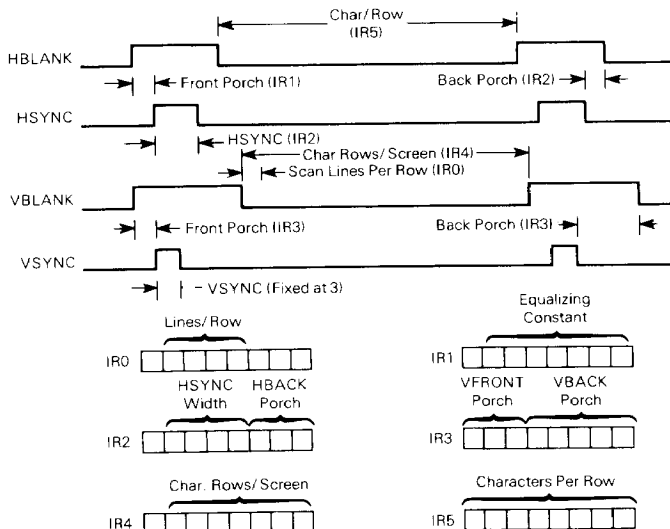 Char/Row
(IR5)
HBLANK
Front Porch (IR1)
Back Porch (IR2)
HSYNC
HSYNC (IR2)
Char Rows/Screen (IR4)
Scan Lines Per Row (IR0)
VBLANK
Front Porch (IR3)
Back Porch (IR3)
VSYNC
VSYNC (Fixed at 3)
Lines/Row
IR0
Equalizing
Constant
IR1
HSYNC
Width
HBACK
Porch
IR2
VFRONT
Porch
VBACK
Porch
IR3
Char. Rows/Screen
IR4
Characters Per Row
IR5